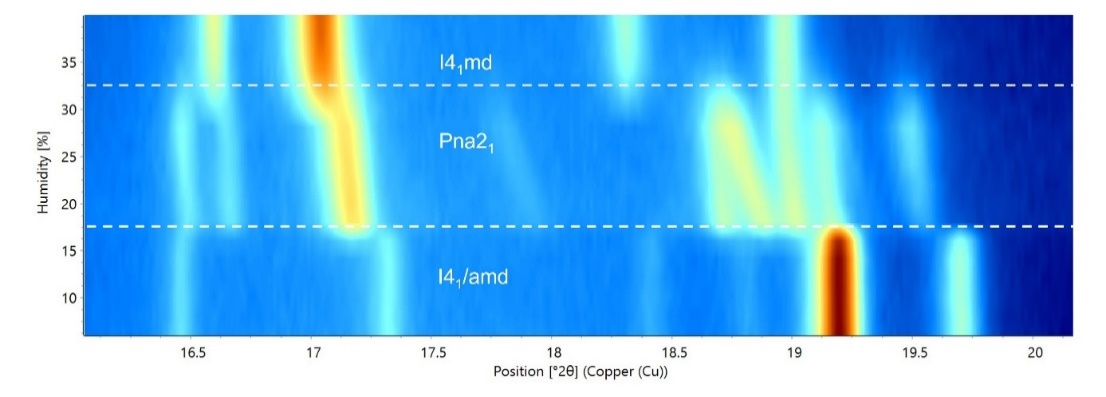 Humidity [%]
35
30
25
20
15
10
I4₁md
Pna2₁
I4₁/amd
16.5 17 17.5 18 18.5 19 19.5 20
Position [°2θ] (Copper (Cu))